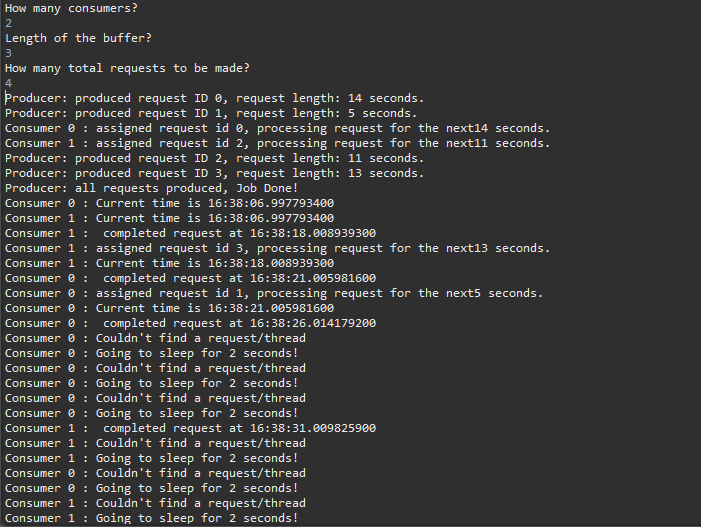 How many consumers?
2
Length of the buffer?
3
How many total requests to be made?
4
Producer: produced request ID 0, request length: 14 seconds.
Producer: produced request ID 1, request length: 5 seconds.
Consumer 0 : assigned request id 0, processing request for the next14 seconds.
Consumer 1 : assigned request id 2, processing request for the next11 seconds.
Producer: produced request ID 2, request length: 11 seconds.
Producer: produced request ID 3, request length: 13 seconds.
Producer: all requests produced, Job Done!
Consumer 0 : Current time is 16:38:06.997793400
Consumer 1 : Current time is 16:38:06.997793400
Consumer 1 :  completed request at 16:38:18.008939300
Consumer 1 : assigned request id 3, processing request for the next13 seconds.
Consumer 1 : Current time is 16:38:18.008939300
Consumer 0 :  completed request at 16:38:21.005981600
Consumer 0 : assigned request id 1, processing request for the next5 seconds.
Consumer 0 : Current time is 16:38:21.005981600
Consumer 0 :  completed request at 16:38:26.014179200
Consumer 0 : Couldn't find a request/thread
Consumer 0 : Going to sleep for 2 seconds!
Consumer 0 : Couldn't find a request/thread
Consumer 0 : Going to sleep for 2 seconds!
Consumer 0 : Couldn't find a request/thread
Consumer 0 : Going to sleep for 2 seconds!
Consumer 1 :  completed request at 16:38:31.009825900
Consumer 1 : Couldn't find a request/thread
Consumer 1 : Going to sleep for 2 seconds!
Consumer 0 : Couldn't find a request/thread
Consumer 0 : Going to sleep for 2 seconds!
Consumer 1 : Couldn't find a request/thread
Consumer 1 : Going to sleep for 2 seconds!